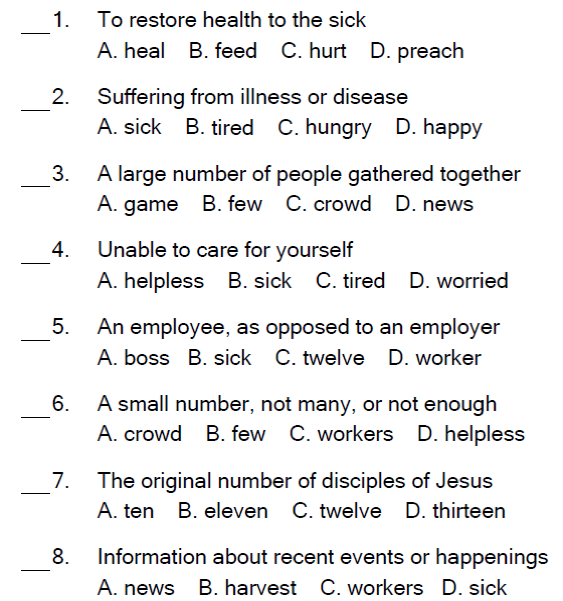 ___1. To restore health to the sick
A. heal B. feed C. hurt D. preach
___2. Suffering from illness or disease
A. sick B. tired C. hungry D. happy
___3. A large number of people gathered together
A. game B. few C. crowd D. news
___4. Unable to care for yourself
A. helpless B. sick C. tired D. worried
___5. An employee, as opposed to an employer
A. boss B. sick C. twelve D. worker
___6. A small number, not many, or not enough
A. crowd B. few C. workers D. helpless
___7. The original number of disciples of Jesus
A. ten B. eleven C. twelve D. thirteen
___8. Information about recent events or happenings
A. news B. harvest C. workers D. sick